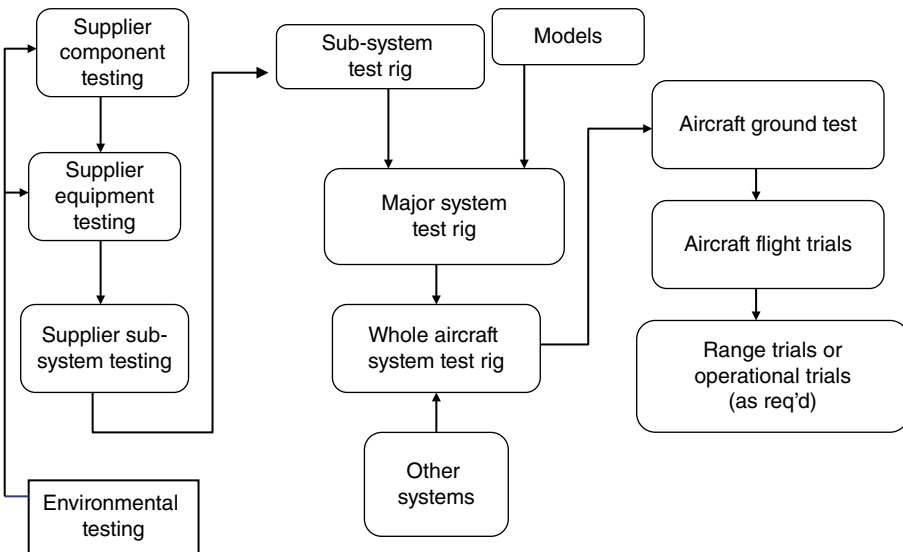 Supplier
component
testing
Supplier
equipment
testing
Supplier sub-
system testing
Environmental
testing
Sub-system
test rig
Models
Major system
test rig
Whole aircraft
system test rig
Other
systems
Aircraft ground test
Aircraft flight trials
Range trials or
operational trials
(as req'd)